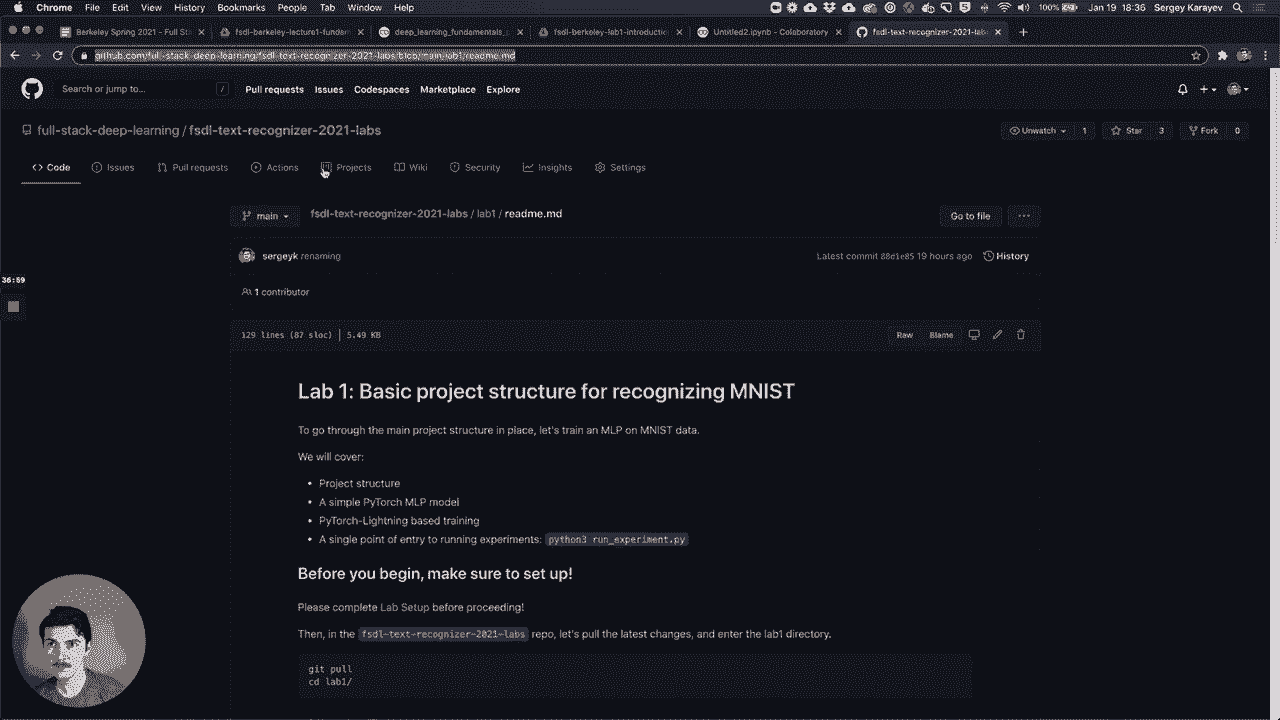 Chrome File Edit View History Bookmarks People Tab Window Help 100% Jan 19 18:36 Sergey Karayev
Berkeley Spring 2021 - Full St fsdl-berkeley-lecture1-fundam deep_learning_fundamentals_ fsdl-berkeley-lab1-introduction Untitled2.ipynb - Colaboratory fsdl-text-recognizer-2021-lab
github.com/full-stack-deep-learning/fsdl-text-recognizer-2021-labs/blob/main/lab1/readme.md
Search or jump to... / Pull requests Issues Codespaces Marketplace Explore
full-stack-deep-learning / fsdl-text-recognizer-2021-labs Unwatch 1 Star 3 Fork 0
Code Issues Pull requests Actions Projects Wiki Security Insights Settings
main fsdl-text-recognizer-2021-labs / lab1 / readme.md Go to file ...
sergeyk renaming Latest commit 88e1e85 19 hours ago History
36:59
1 contributor
129 lines (87 sloc) 5.49 KB Raw Blame
Lab 1: Basic project structure for recognizing MNIST
To go through the main project structure in place, let's train an MLP on MNIST data.
We will cover:
• Project structure
• A simple PyTorch MLP model
• PyTorch-Lightning based training
• A single point of entry to running experiments: python3 run_experiment.py
Before you begin, make sure to set up!
Please complete Lab Setup before proceeding!
Then, in the fsdl-text-recognizer-2021-labs repo, let's pull the latest changes, and enter the lab1 directory.
git pull
cd lab1/